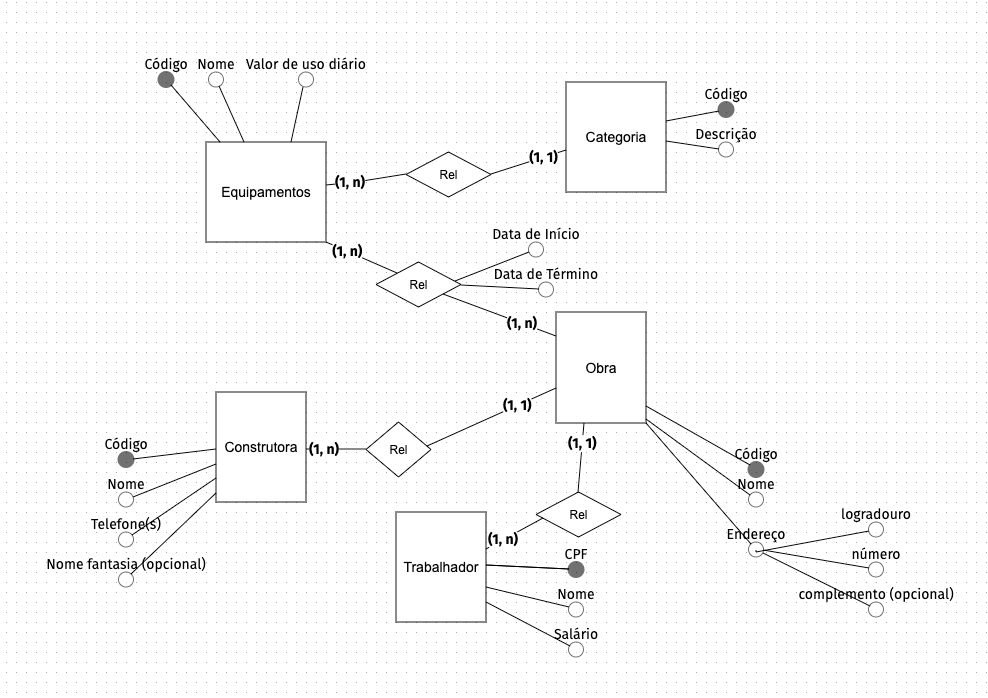 Código
Nome
Valor de uso diário
Equipamentos
(1, n)
Rel
(1, 1)
Categoria
Código
Descrição
(1, n)
Rel
Data de Início
Data de Término
(1, n)
Obra
(1, 1)
Rel
(1, n)
Construtora
Código
Nome
Telefone(s)
Nome fantasia (opcional)
(1, 1)
Rel
(1, n)
Trabalhador
CPF
Nome
Salário
Código
Nome
Endereço
logradouro
número
complemento (opcional)